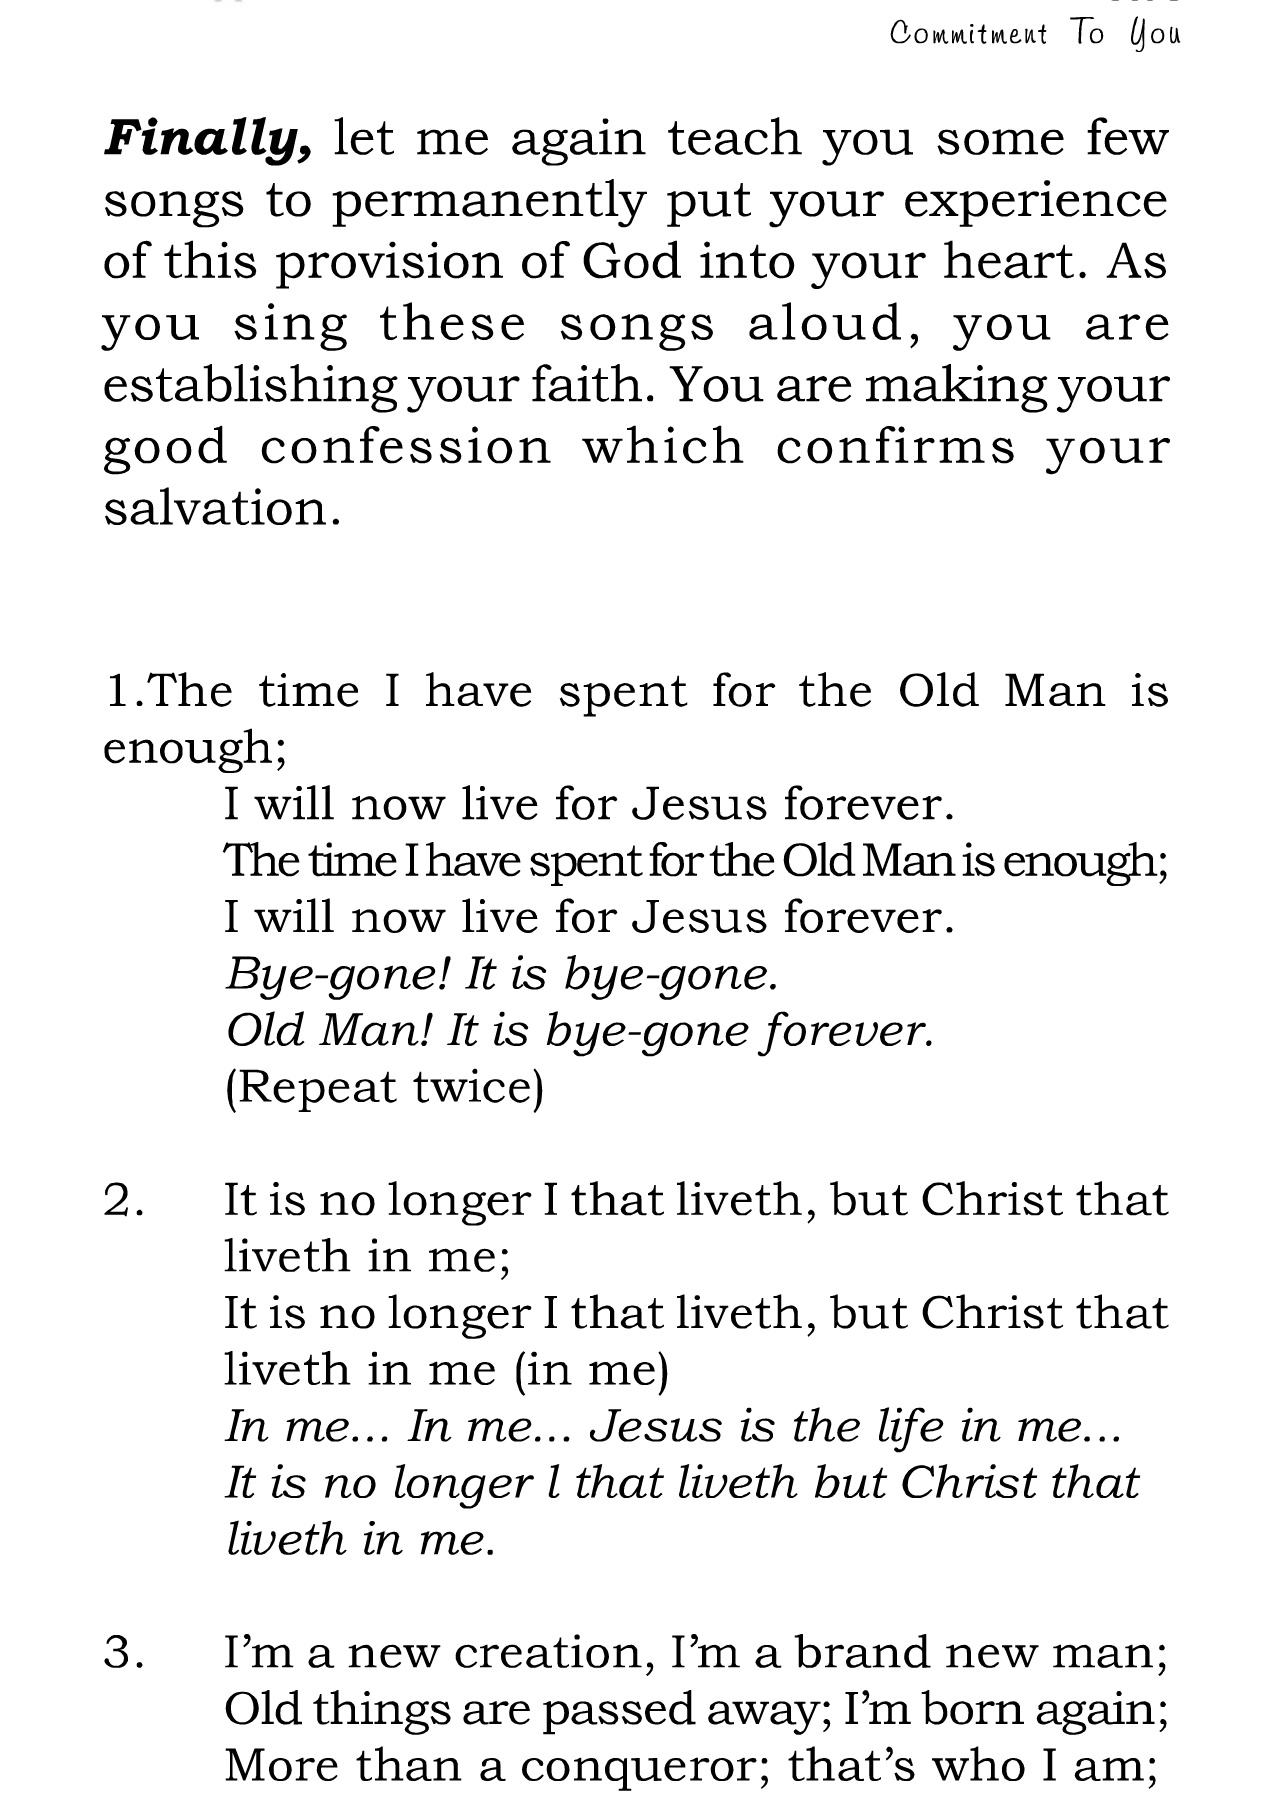 Commitment To You
Finally, let me again teach you some few
songs to permanently put your experience
of this provision of God into your heart. As
you sing these songs aloud, you are
establishing your faith. You are making your
good confession which confirms your
salvation.
1.The time I have spent for the Old Man is
enough;
I will now live for Jesus forever.
The time I have spent for the Old Man is enough;
I will now live for Jesus forever.
Bye-gone! It is bye-gone.
Old Man! It is bye-gone forever.
(Repeat twice)
2. It is no longer I that liveth, but Christ that
liveth in me;
It is no longer I that liveth, but Christ that
liveth in me (in me)
In me... In me... Jesus is the life in me...
It is no longer l that liveth but Christ that
liveth in me.
3. I’m a new creation, I’m a brand new man;
Old things are passed away; I’m born again;
More than a conqueror; that’s who I am;